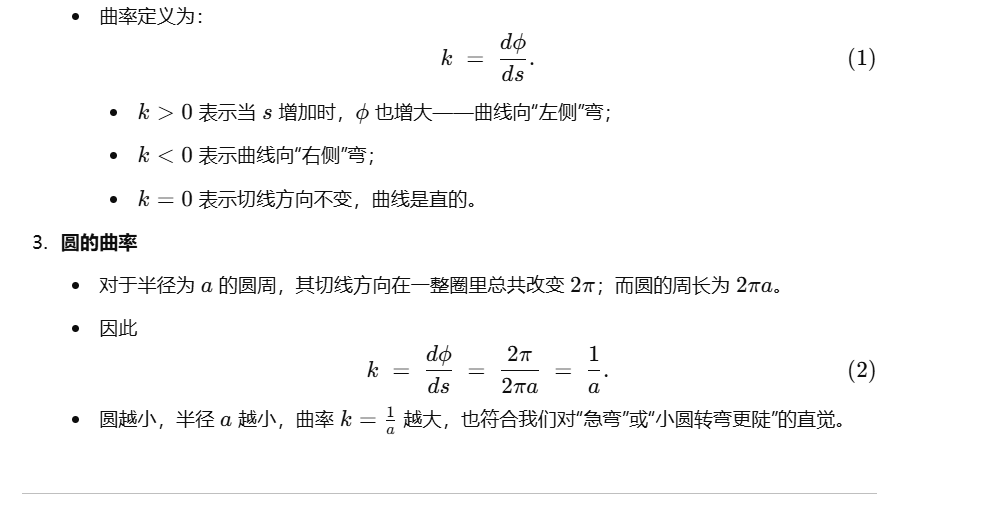 • 曲率定义为：
k = dϕ/ds. (1)
• k > 0 表示当 s 增加时，ϕ 也增大——曲线向“左侧”弯；
• k < 0 表示曲线向“右侧”弯；
• k = 0 表示切线方向不变，曲线是直的。
3. 圆的曲率
• 对于半径为 a 的圆周，其切线方向在一整圈里总共改变 2π；而圆的周长为 2πa。
• 因此
k = dϕ/ds = 2π/2πa = 1/a. (2)
• 圆越小，半径 a 越小，曲率 k = 1/a 越大，也符合我们对“急弯”或“小圆转弯更陡”的直觉。